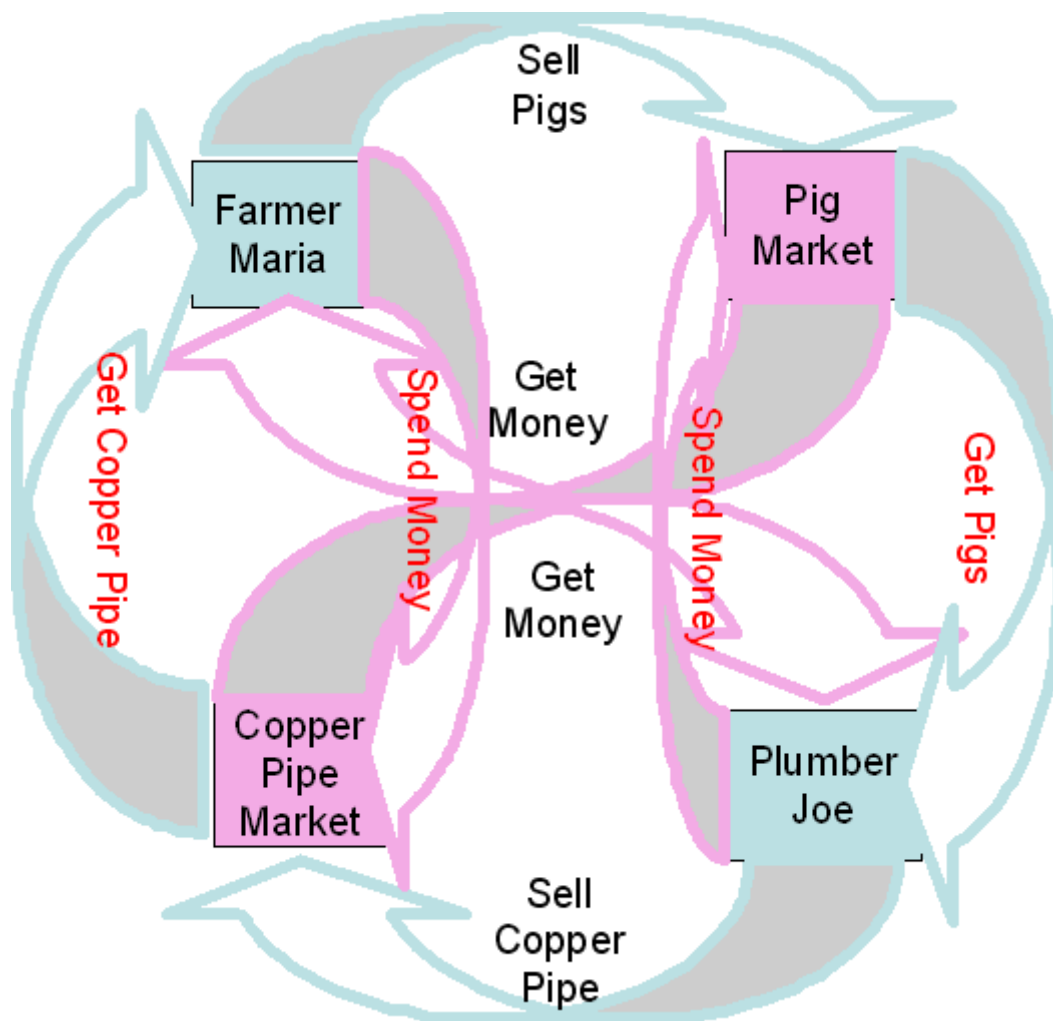 Sell
Pigs
Farmer
Maria
Pig
Market
Get Copper Pipe
Spend Money
Get
Money
Spend Money
Get Pigs
Get
Money
Copper
Pipe
Market
Plumber
Joe
Sell
Copper
Pipe